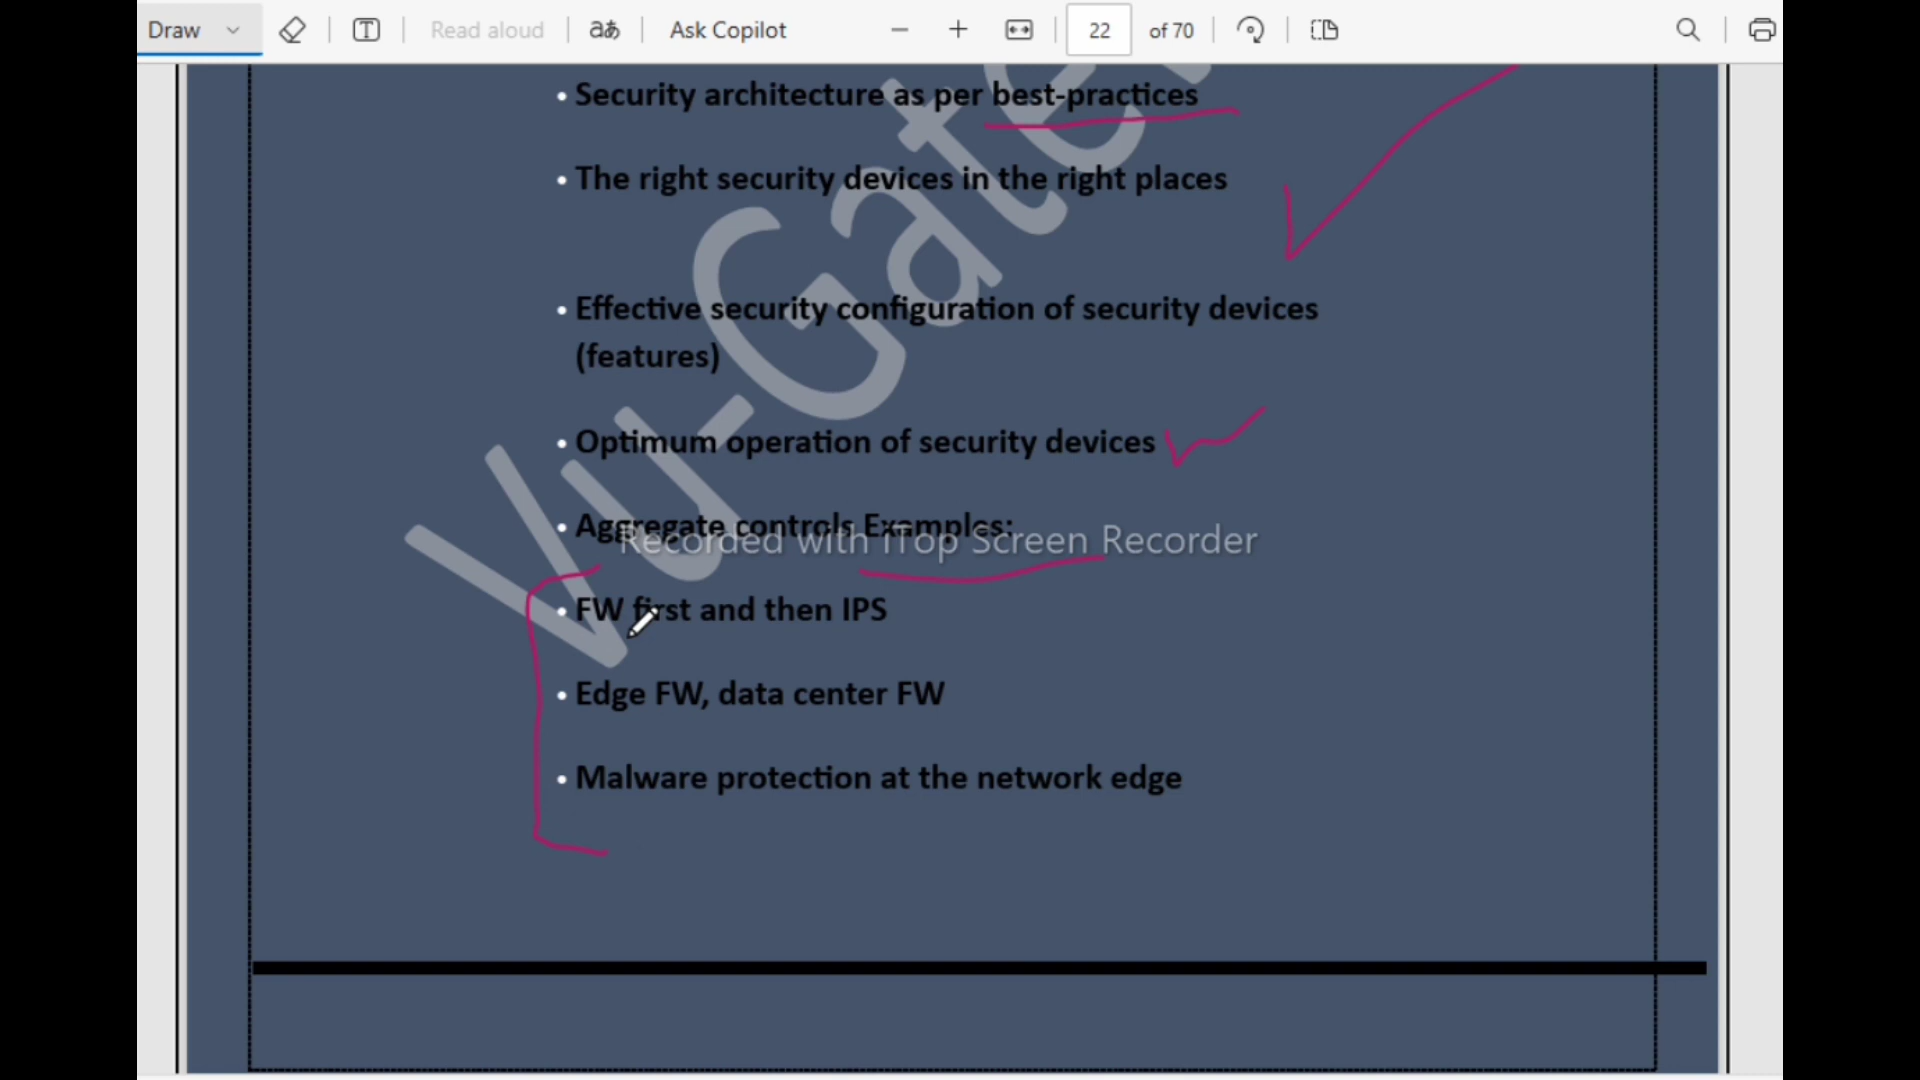 Draw
Read aloud
aあ
Ask Copilot
22
of 70
• Security architecture as per best-practices
• The right security devices in the right places
• Effective security configuration of security devices
(features)
• Optimum operation of security devices
• Aggregate controls Examples:
Recorded with iTop Screen Recorder
• FW first and then IPS
• Edge FW, data center FW
• Malware protection at the network edge
Vu-Gate